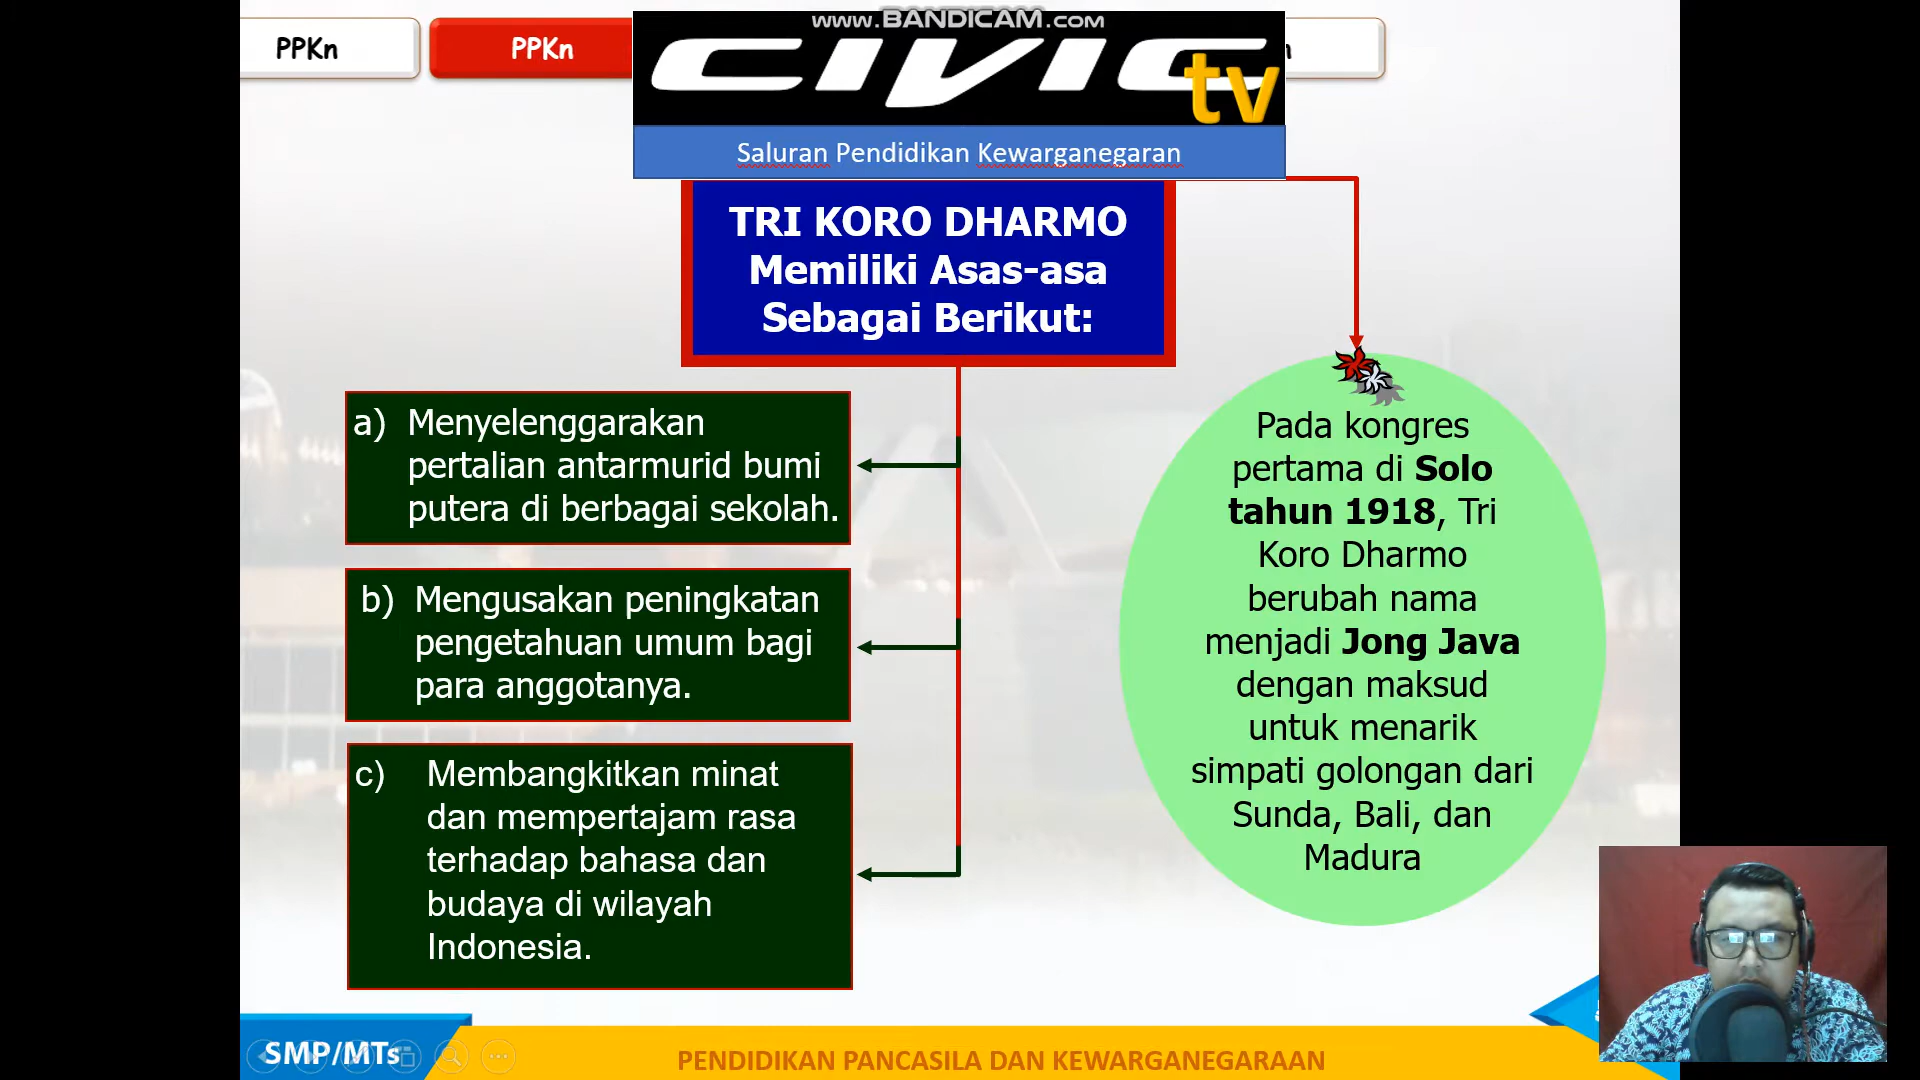 www.BANDICAM.com
PPKn
PPKn
CIVIC tv
Saluran Pendidikan Kewarganegaran
TRI KORO DHARMO
Memiliki Asas-asa
Sebagai Berikut:
a) Menyelenggarakan
pertalian antarmurid bumi
putera di berbagai sekolah.
b) Mengusakan peningkatan
pengetahuan umum bagi
para anggotanya.
c) Membangkitkan minat
dan mempertajam rasa
terhadap bahasa dan
budaya di wilayah
Indonesia.
Pada kongres
pertama di Solo
tahun 1918, Tri
Koro Dharmo
berubah nama
menjadi Jong Java
dengan maksud
untuk menarik
simpati golongan dari
Sunda, Bali, dan
Madura
SMP/MTs
PENDIDIKAN PANCASILA DAN KEWARGANEGARAAN